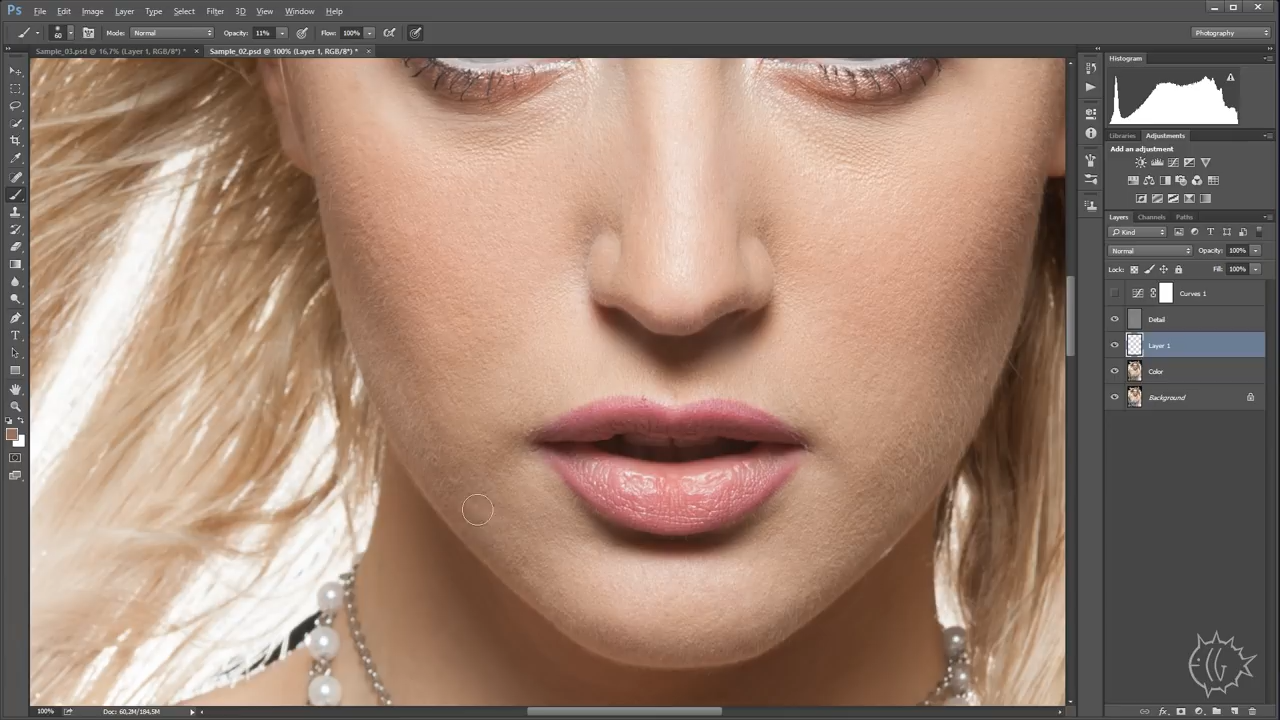 Ps File Edit Image Layer Type Select Filter 3D View Window Help
60 Mode: Normal Opacity: 11% Flow: 100% Photography
Sample_03.psd @ 16,7% (Layer 1, RGB/8*) * × Sample_02.psd @ 100% (Layer 1, RGB/8*) * ×
Histogram
Libraries Adjustments
Add an adjustment
Layers Channels Paths
Kind
Normal Opacity: 100%
Lock: Fill: 100%
Curves 1
Detail
Layer 1
Color
Background
100% Doc: 60,2M/184,5M